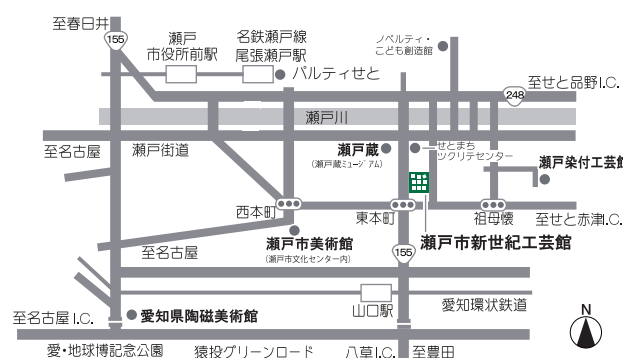 至春日井
155
瀬戸
市役所前駅
名鉄瀬戸線
尾張瀬戸駅
パルティせと
ノベルティ・
こども創造館
至せと品野I.C.
248
瀬戸川
至名古屋
瀬戸街道
瀬戸蔵
(瀬戸蔵ミュージアム)
せとまち
ツクリテセンター
瀬戸染付工芸館
西本町
東本町
祖母懐
至せと赤津I.C.
瀬戸市美術館
(瀬戸市文化センター内)
瀬戸市新世紀工芸館
至名古屋
155
山口駅
愛知環状鉄道
至名古屋I.C.
愛知県陶磁美術館
愛・地球博記念公園
猿投グリーンロード
八草I.C.
至豊田
N